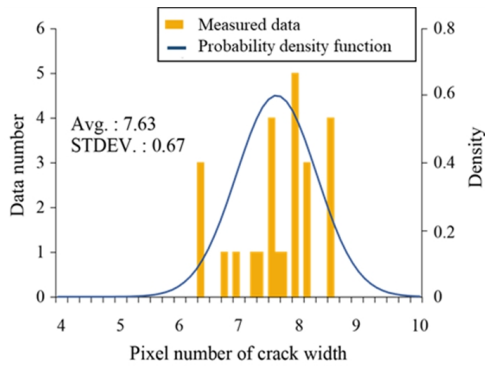 Measured data
Probability density function
6
5
4
3
2
1
0
Data number
Avg. : 7.63
STDEV. : 0.67
0.8
0.6
0.4
0.2
0
Density
4 5 6 7 8 9 10
Pixel number of crack width